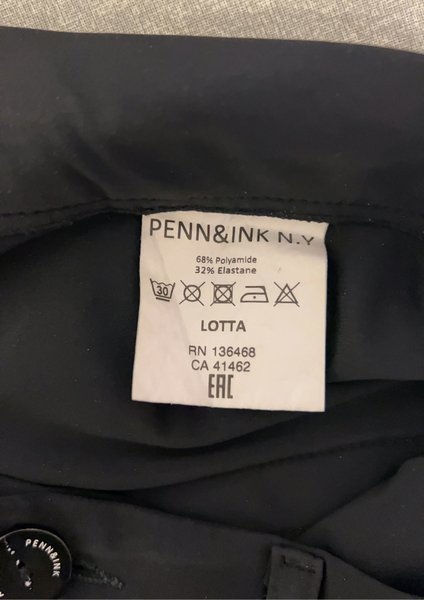 PENN&INK N.Y
68% Polyamide
32% Elastane
30
LOTTA
RN 136468
CA 41462
EAC
PENN&INK